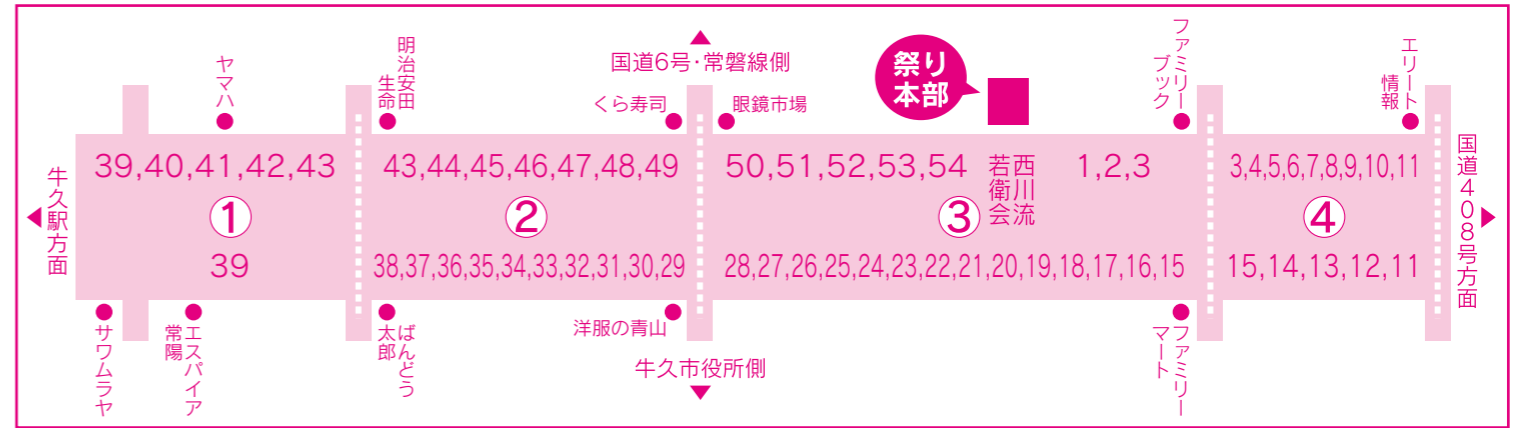 ヤマハ
明治安田
生命
国道6号・常磐線側
くら寿司
眼鏡市場
祭り
本部
ファミリー
ブック
エリート
情報
牛久駅方面
39,40,41,42,43
43,44,45,46,47,48,49
50,51,52,53,54
西川流
若衛会
1,2,3
3,4,5,6,7,8,9,10,11
国道408号方面
①
②
③
④
39
38,37,36,35,34,33,32,31,30,29
28,27,26,25,24,23,22,21,20,19,18,17,16,15
15,14,13,12,11
サワムラヤ
エスパイア
常陽
ばんどう
太郎
洋服の青山
牛久市役所側
ファミリー
マート